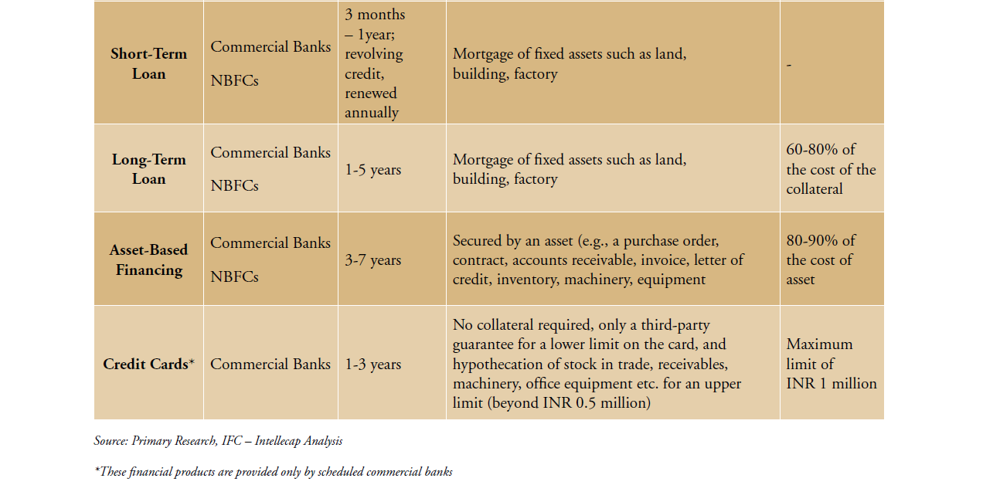 Short-Term
Loan
Commercial Banks
NBFCs
3 months
– 1year;
revolving
credit,
renewed
annually
Mortgage of fixed assets such as land,
building, factory
-
Long-Term
Loan
Commercial Banks
NBFCs
1-5 years
Mortgage of fixed assets such as land,
building, factory
60-80% of
the cost of the
collateral
Asset-Based
Financing
Commercial Banks
NBFCs
3-7 years
Secured by an asset (e.g., a purchase order,
contract, accounts receivable, invoice, letter of
credit, inventory, machinery, equipment
80-90% of
the cost of
asset
Credit Cards*
Commercial Banks
1-3 years
No collateral required, only a third-party
guarantee for a lower limit on the card, and
hypothecation of stock in trade, receivables,
machinery, office equipment etc. for an upper
limit (beyond INR 0.5 million)
Maximum
limit of
INR 1 million
Source: Primary Research, IFC – Intellecap Analysis
*These financial products are provided only by scheduled commercial banks